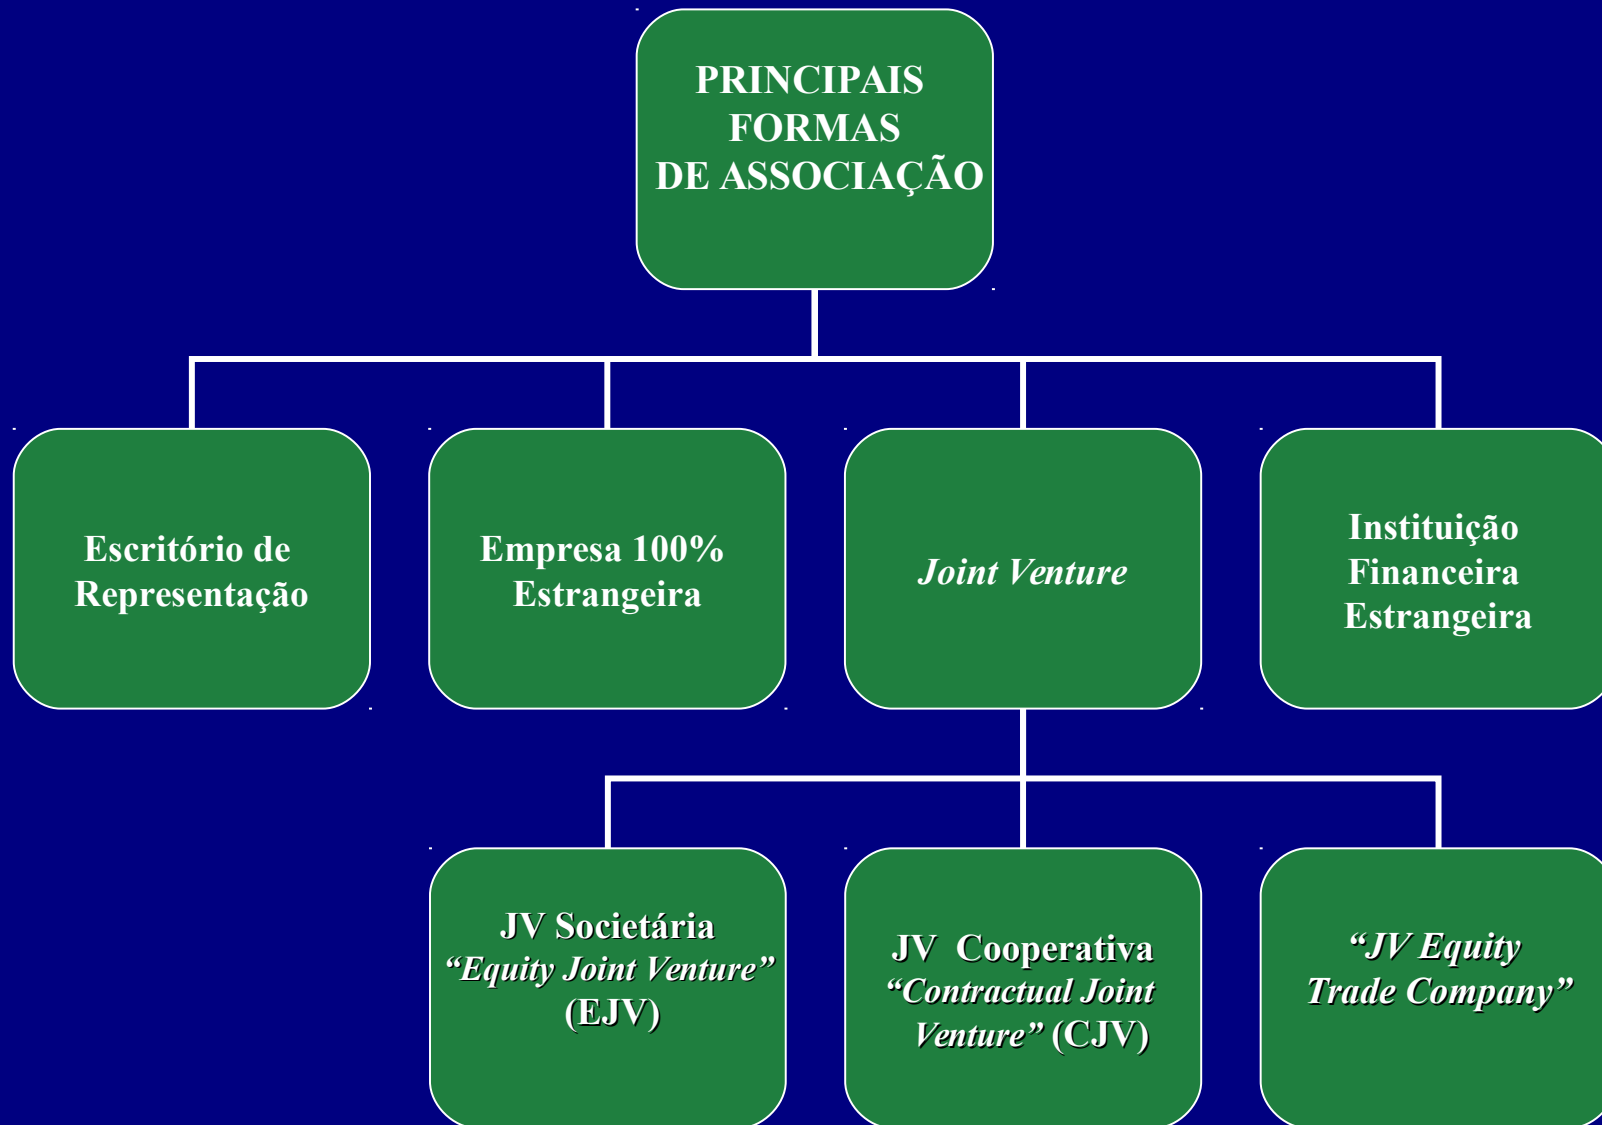 PRINCIPAIS
FORMAS
DE ASSOCIAÇÃO
Escritório de
Representação
Empresa 100%
Estrangeira
Joint Venture
Instituição
Financeira
Estrangeira
JV Societária
“Equity Joint Venture”
(EJV)
JV Cooperativa
“Contractual Joint
Venture” (CJV)
“JV Equity
Trade Company”